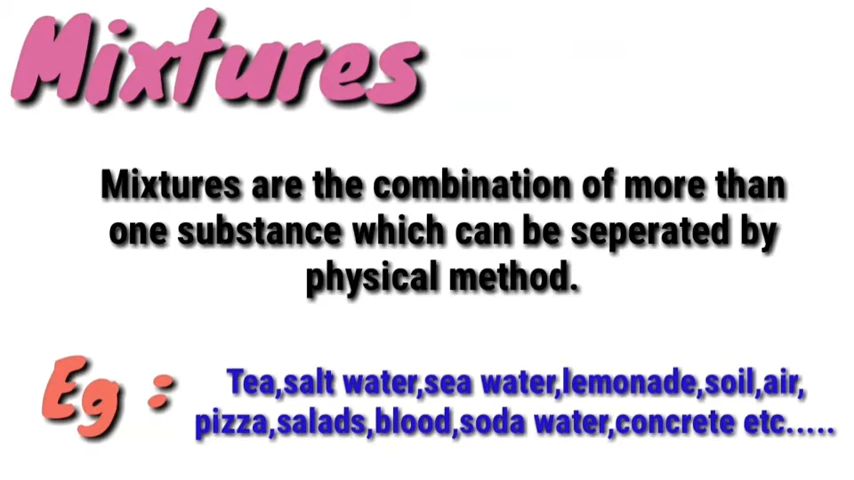 Mixtures
Mixtures are the combination of more than
one substance which can be seperated by
physical method.
Eg :
Tea,salt water,sea water,lemonade,soil,air,
pizza,salads,blood,soda water,concrete etc.....